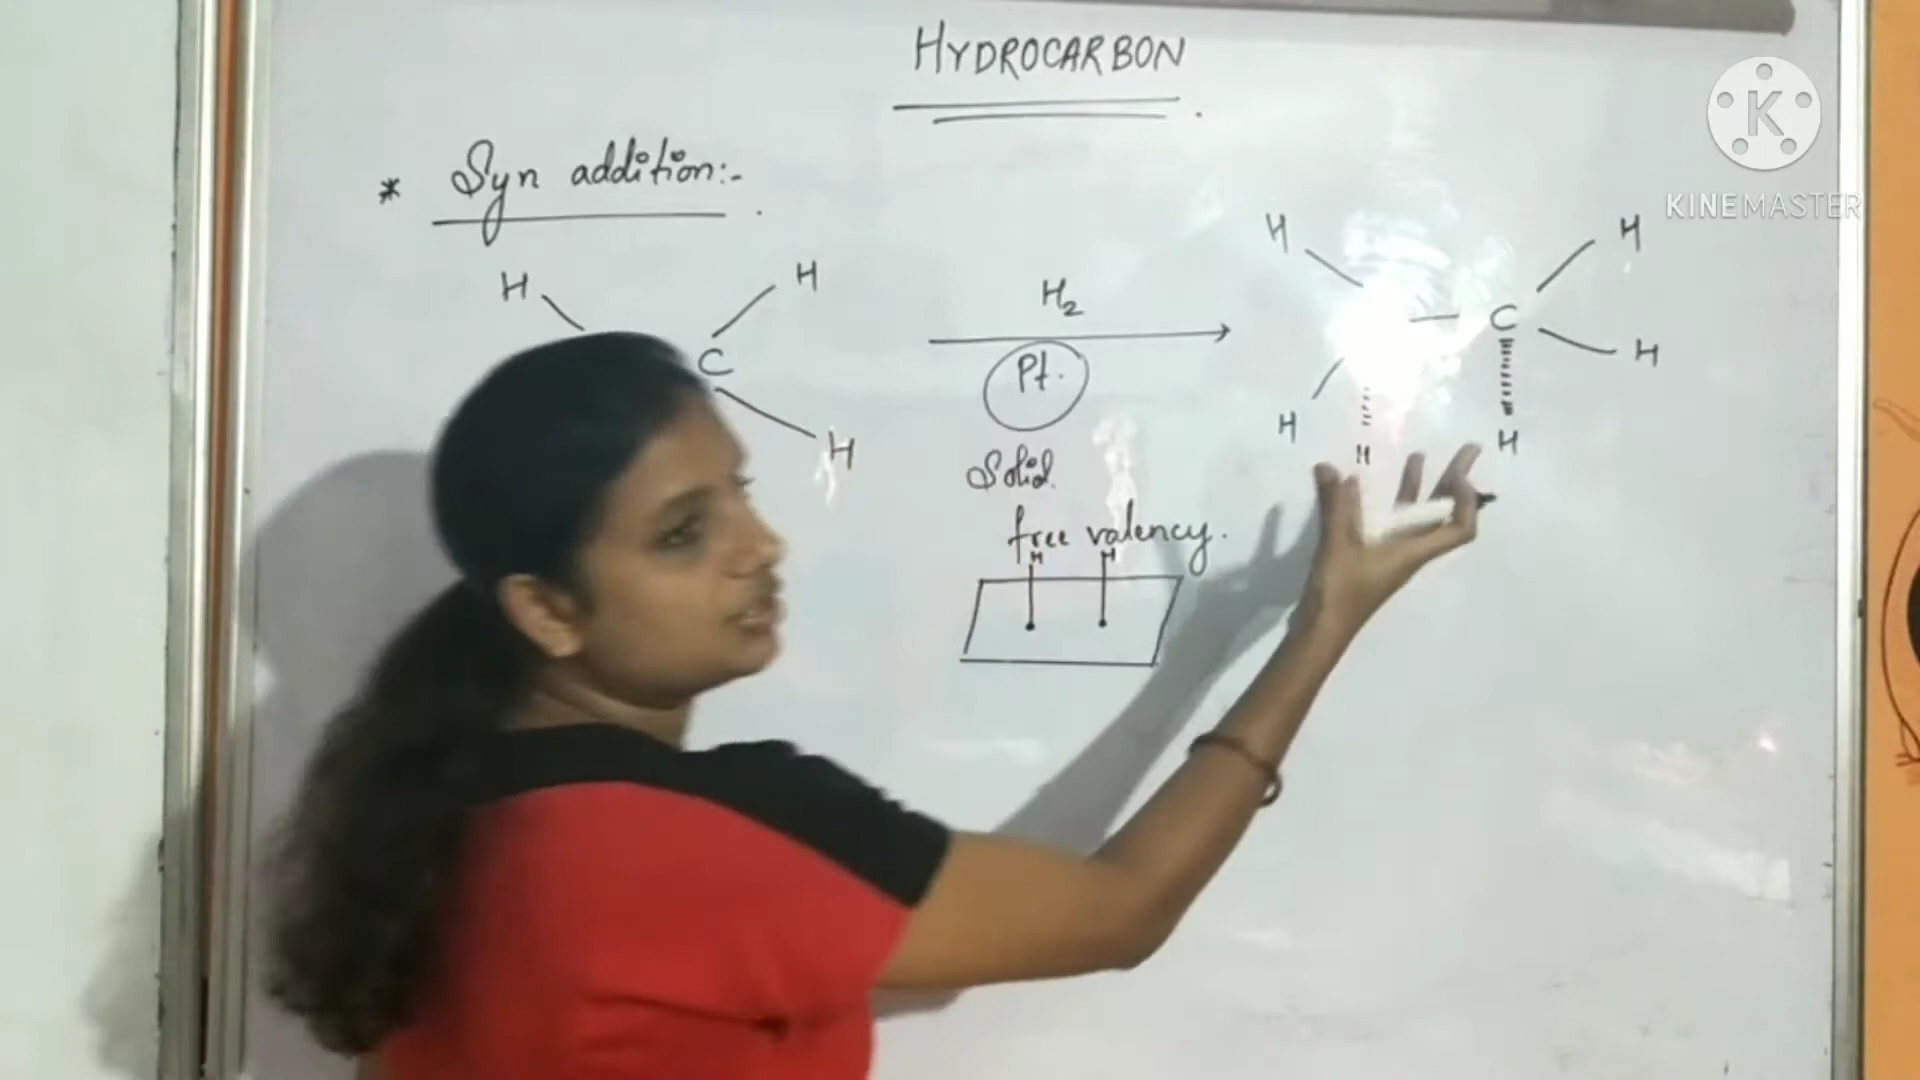 HYDROCARBON
* Syn addition:-
H H
C
H
H₂
Pt.
Solid.
free valency.
H H
H H
C
H
H
H H
K
KINEMASTER